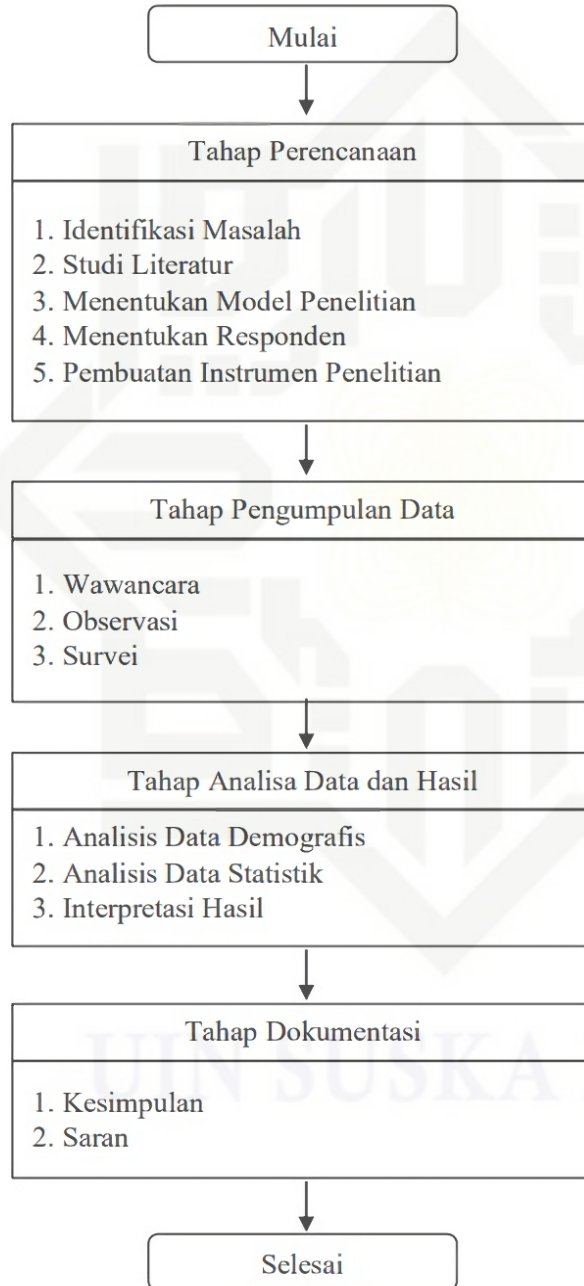 Mulai
Tahap Perencanaan
1. Identifikasi Masalah
2. Studi Literatur
3. Menentukan Model Penelitian
4. Menentukan Responden
5. Pembuatan Instrumen Penelitian
Tahap Pengumpulan Data
1. Wawancara
2. Observasi
3. Survei
Tahap Analisa Data dan Hasil
1. Analisis Data Demografis
2. Analisis Data Statistik
3. Interpretasi Hasil
Tahap Dokumentasi
UIN SUSKA
1. Kesimpulan
2. Saran
Selesai